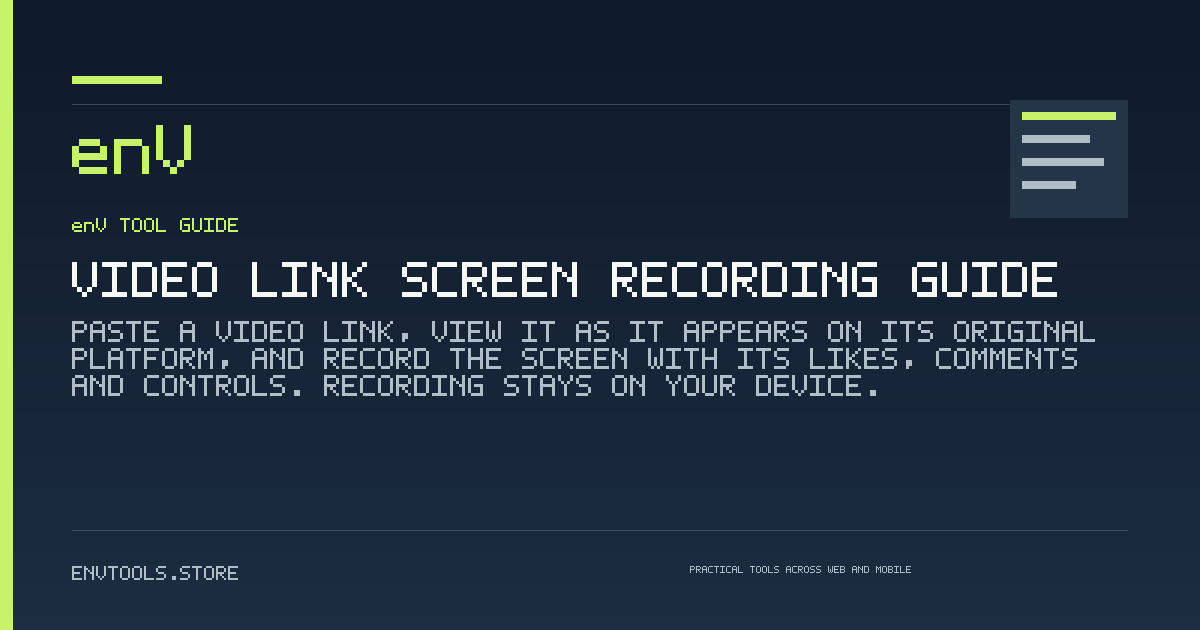 enV
enV TOOL GUIDE
VIDEO LINK SCREEN RECORDING GUIDE
PASTE A VIDEO LINK, VIEW IT AS IT APPEARS ON ITS ORIGINAL
PLATFORM, AND RECORD THE SCREEN WITH ITS LIKES, COMMENTS
AND CONTROLS. RECORDING STAYS ON YOUR DEVICE.
ENVTOOLS.STORE
PRACTICAL TOOLS ACROSS WEB AND MOBILE